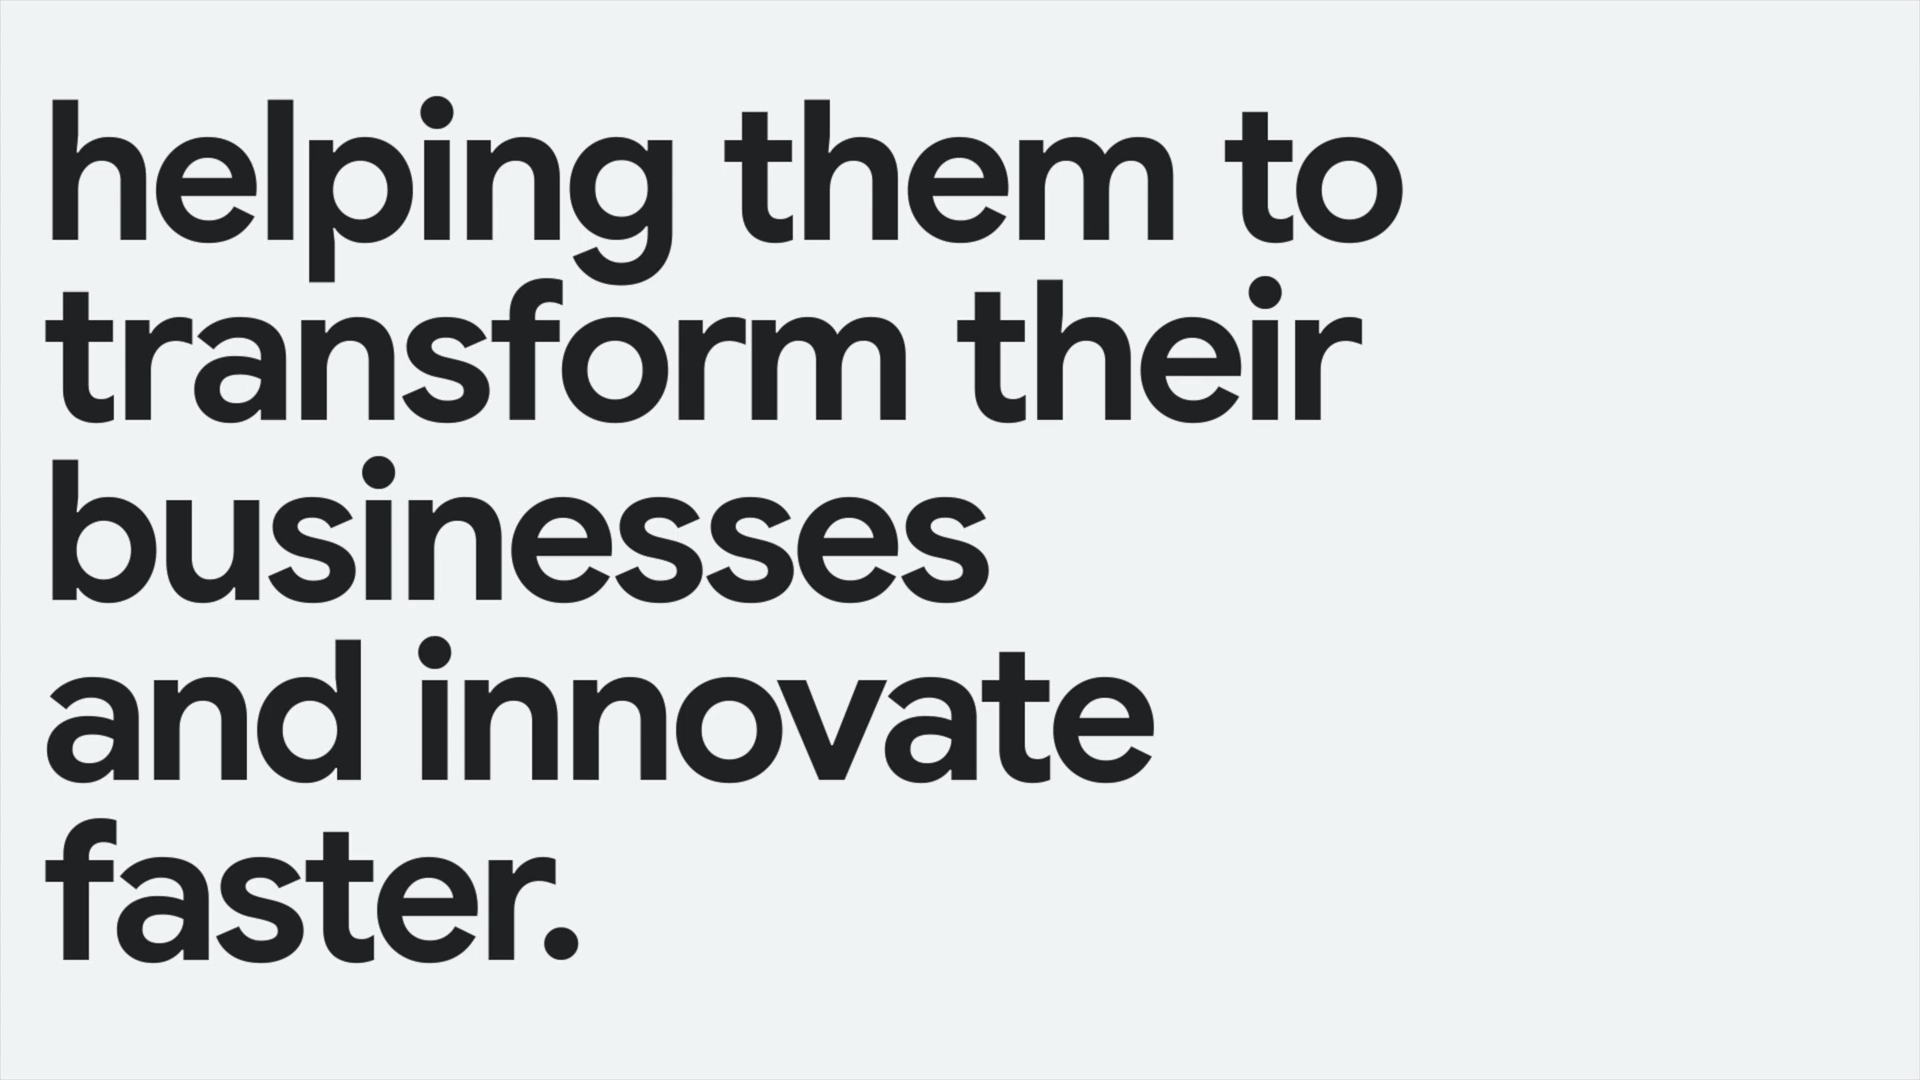 helping them to
transform their
businesses
and innovate
faster.